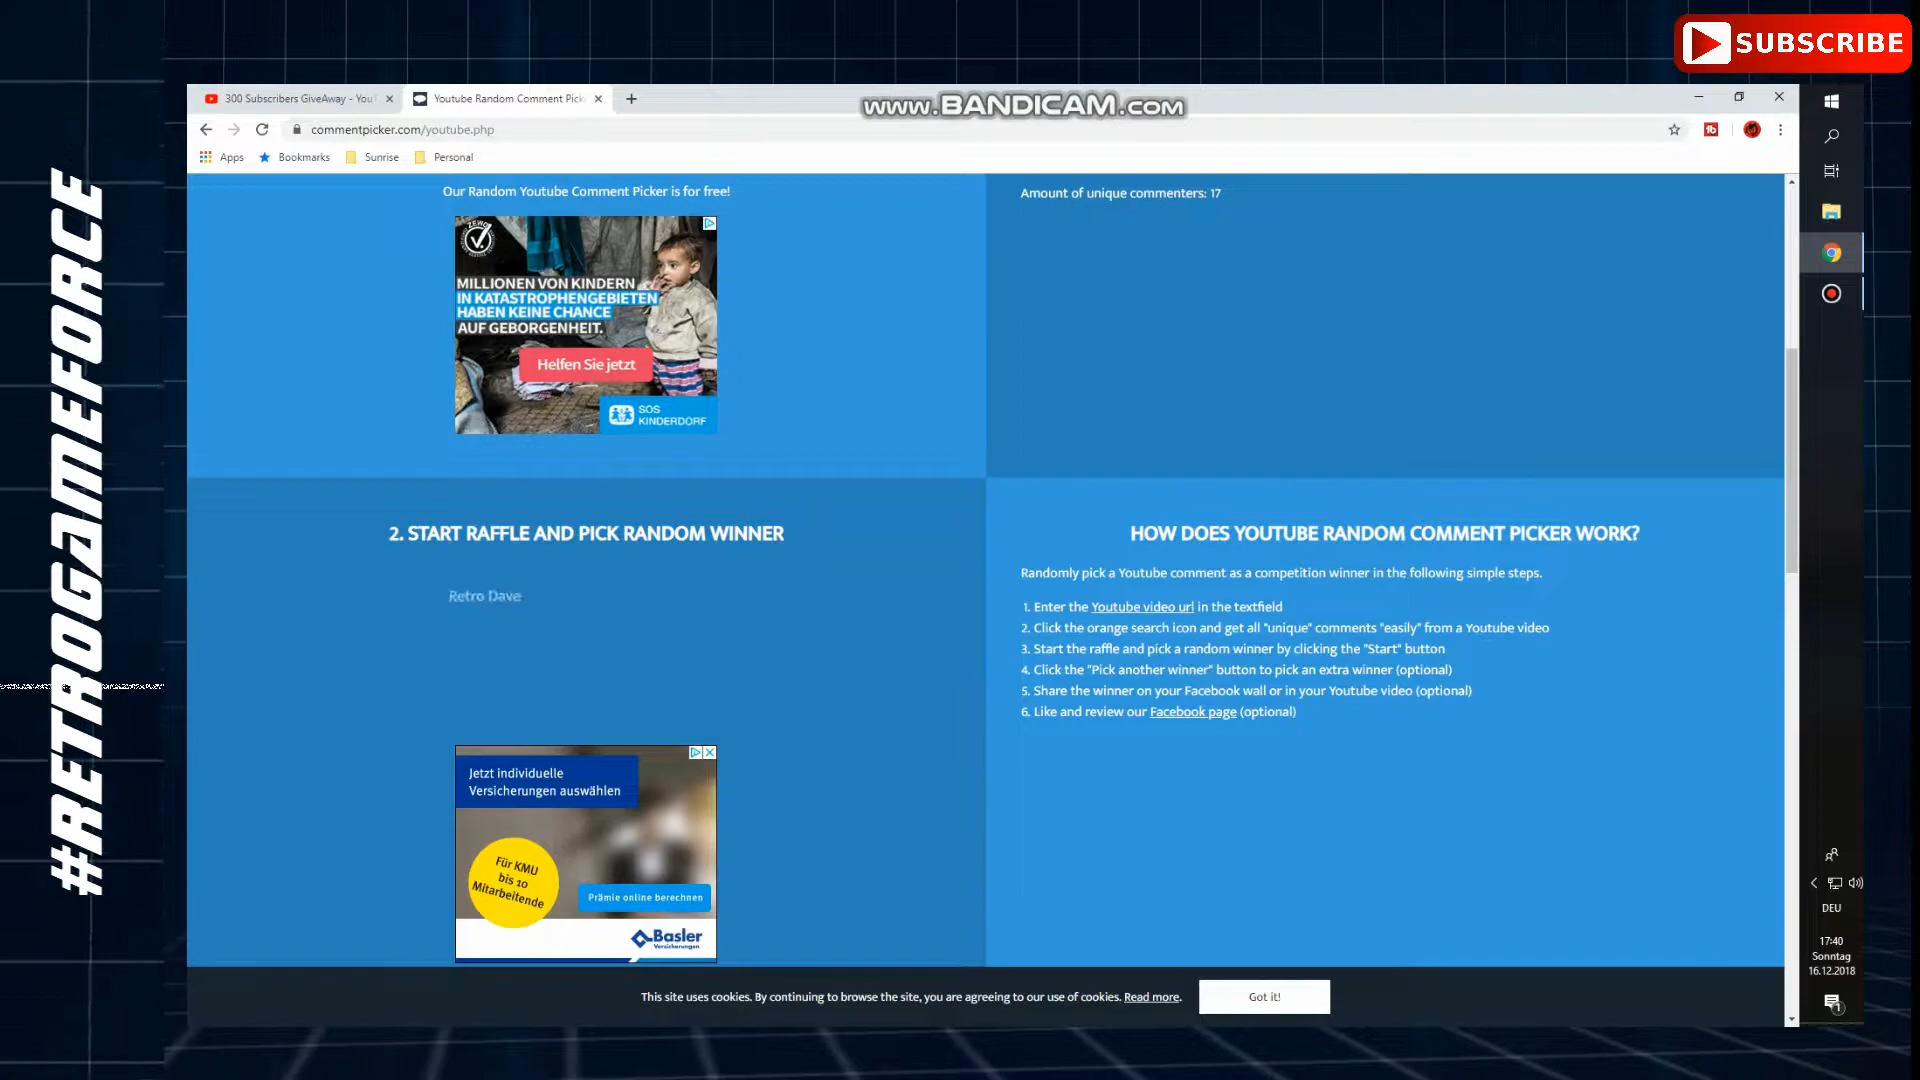 SUBSCRIBE
#RETROGAMEFORCE
300 Subscribers GiveAway - YouT
Youtube Random Comment Pick
www.BANDICAM.com
commentpicker.com/youtube.php
Apps
Bookmarks
Sunrise
Personal
Our Random Youtube Comment Picker is for free!
ZEWO
MILLIONEN VON KINDERN
IN KATASTROPHENGEBIETEN
HABEN KEINE CHANCE
AUF GEBORGENHEIT.
Helfen Sie jetzt
SOS
KINDERDORF
Amount of unique commenters: 17
2. START RAFFLE AND PICK RANDOM WINNER
Retro Dave
Jetzt individuelle
Versicherungen auswählen
Für KMU
bis 10
Mitarbeitende
Prämie online berechnen
Basler
Versicherungen
HOW DOES YOUTUBE RANDOM COMMENT PICKER WORK?
Randomly pick a Youtube comment as a competition winner in the following simple steps.
1. Enter the Youtube video url in the textfield
2. Click the orange search icon and get all "unique" comments "easily" from a Youtube video
3. Start the raffle and pick a random winner by clicking the "Start" button
4. Click the "Pick another winner" button to pick an extra winner (optional)
5. Share the winner on your Facebook wall or in your Youtube video (optional)
6. Like and review our Facebook page (optional)
This site uses cookies. By continuing to browse the site, you are agreeing to our use of cookies. Read more.
Got it!
DEU
17:40
Sonntag
16.12.2018
1